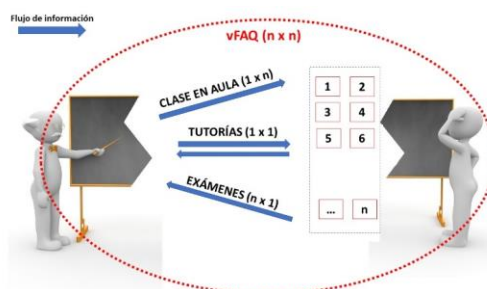 Flujo de información
vFAQ (n x n)
CLASE EN AULA (1 x n)
TUTORÍAS (1 x 1)
EXÁMENES (n x 1)
1 2
3 4
5 6
... n